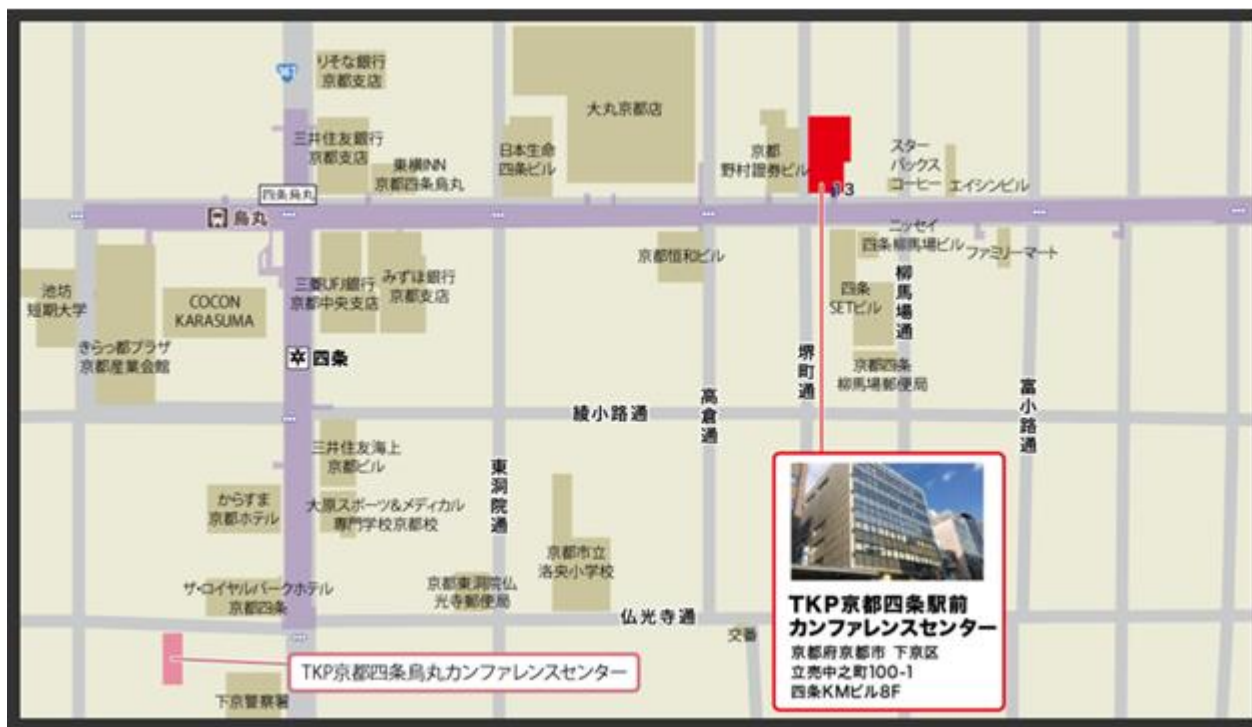 りそな銀行
京都支店
三井住友銀行
京都支店
四条烏丸
烏丸
東横INN
京都四条烏丸
日本生命
四条ビル
大丸京都店
京都
野村證券ビル
13
スター
バックス
コーヒー
エイシンビル
池坊
短期大学
COCON
KARASUMA
きらっ都プラザ
京都産業会館
三菱UFJ銀行
京都中央支店
みずほ銀行
京都支店
四条
京都恒和ビル
ニッセイ
四条柳馬場ビル
ファミリーマート
四条
SETビル
柳馬場通
堺町通
京都四条
柳馬場郵便局
高倉通
富小路通
綾小路通
三井住友海上
京都ビル
東洞院通
からすま
京都ホテル
大原スポーツ&メディカル
専門学校京都校
京都市立
洛央小学校
ザ・ロイヤルパークホテル
京都四条
京都東洞院仏
光寺郵便局
仏光寺通
交番
TKP京都四条烏丸カンファレンスセンター
下京警察署
TKP京都四条駅前
カンファレンスセンター
京都府京都市 下京区
立売中之町100-1
四条KMビル8F